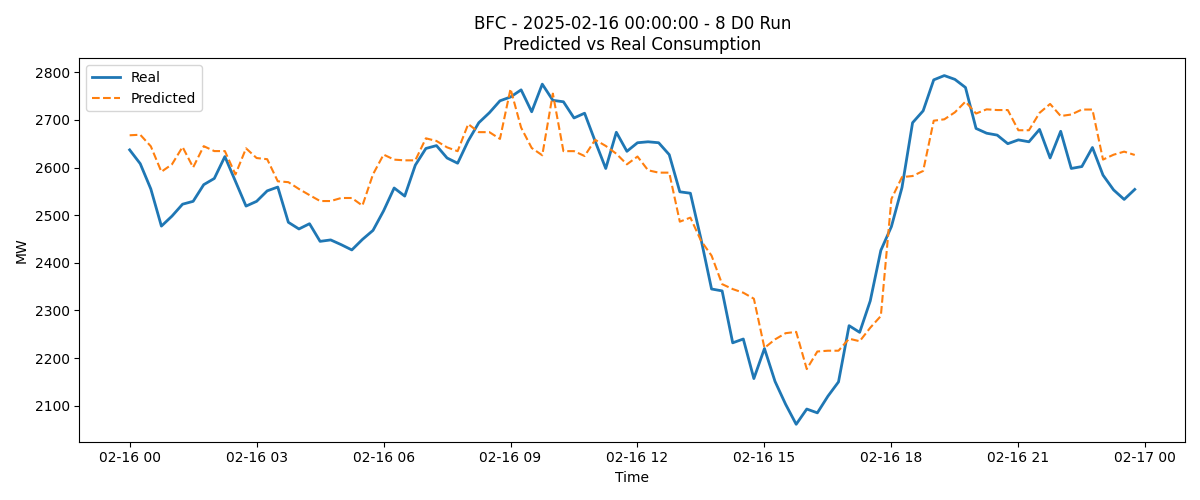 BFC - 2025-02-16 00:00:00 - 8 D0 Run
Predicted vs Real Consumption
Real
Predicted
2800
2700
2600
2500
2400
2300
2200
2100
MW
02-16 00
02-16 03
02-16 06
02-16 09
02-16 12
02-16 15
02-16 18
02-16 21
02-17 00
Time